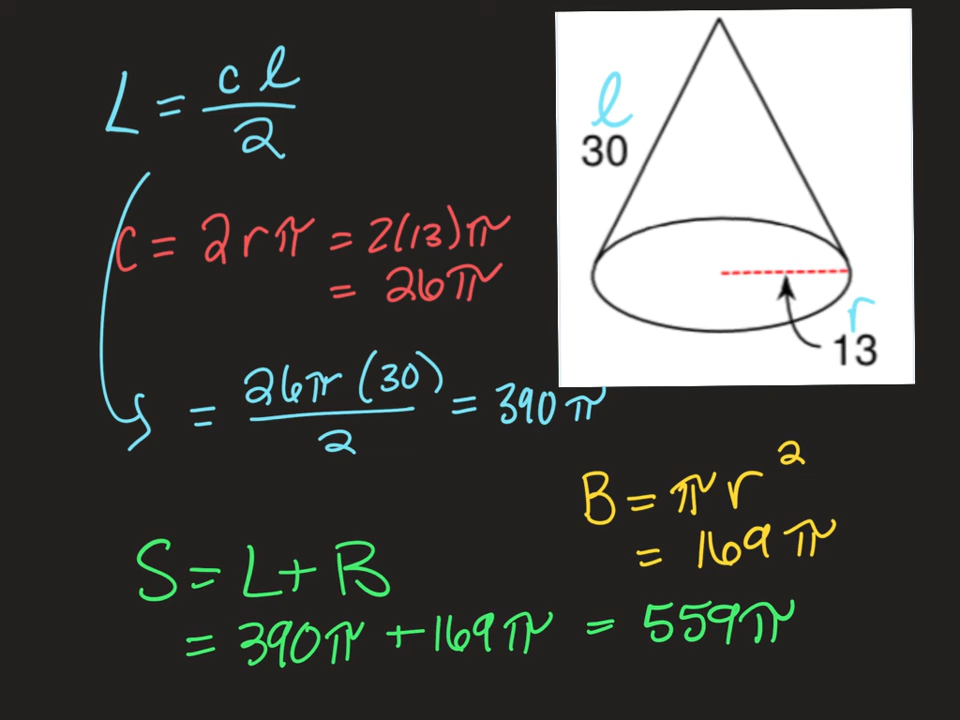 L = cl/2
l
30
C = 2rπ = 2(13)π
= 26π
r
13
= 26π(30)/2 = 390π
B = πr²
= 169π
S = L + B
= 390π + 169π = 559π